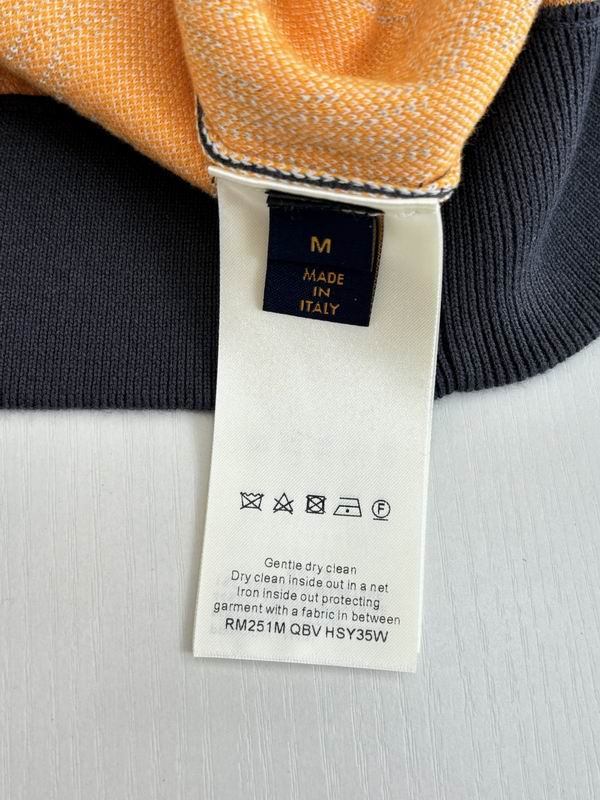 M
MADE
IN
ITALY
F
Gentle dry clean
Dry clean inside out in a net
Iron inside out protecting
garment with a fabric in between
RM251M QBV HSY35W